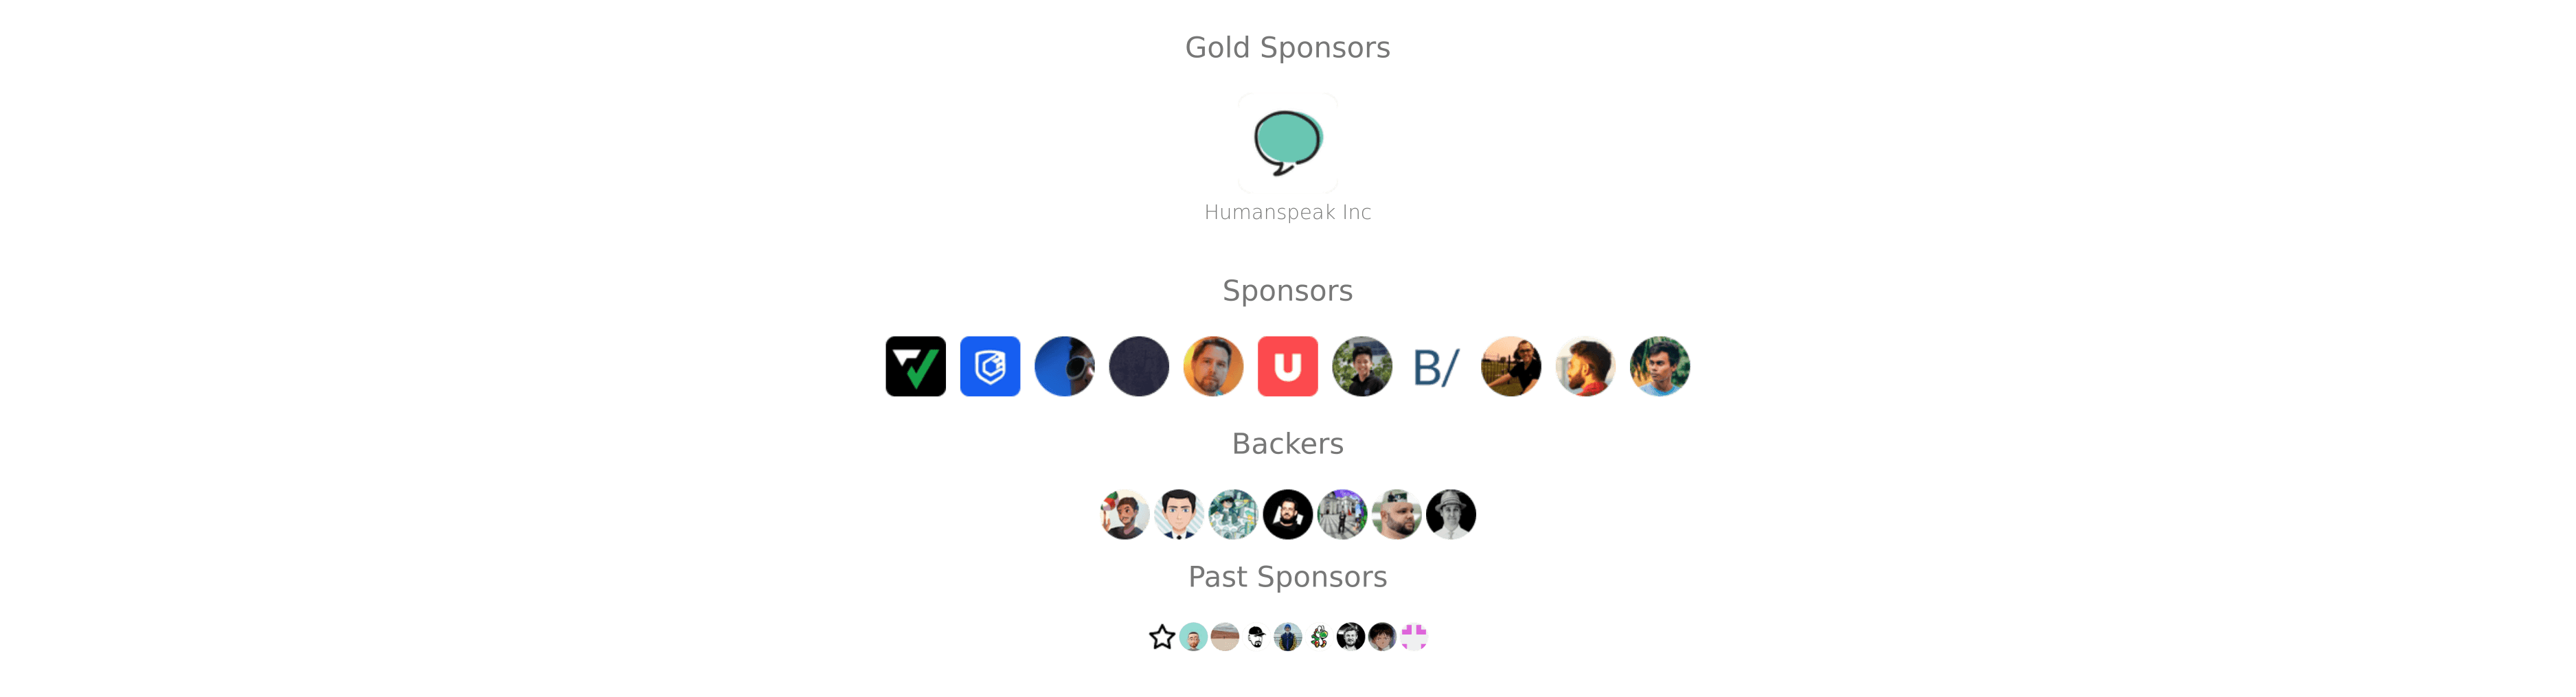 Gold Sponsors
Humanspeak Inc
Sponsors
U B/
Backers
Past Sponsors